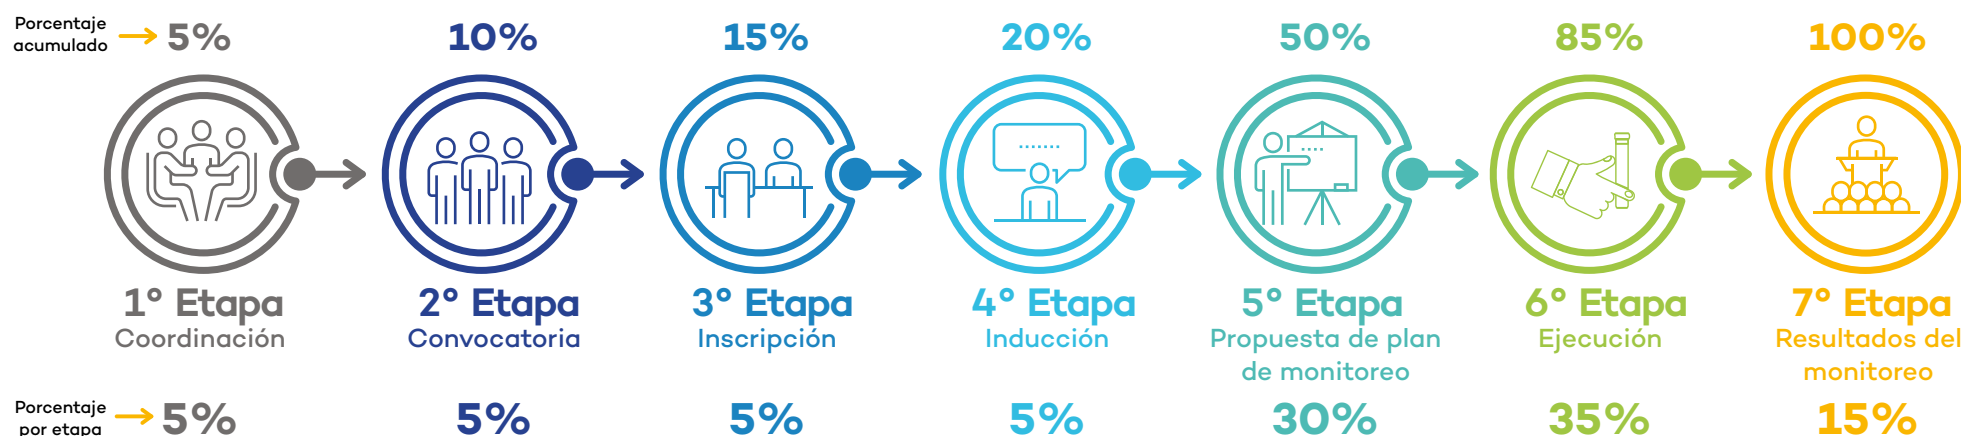 Porcentaje
acumulado
5%
10%
15%
20%
50%
85%
100%
1° Etapa
Coordinación
2° Etapa
Convocatoria
3° Etapa
Inscripción
4° Etapa
Inducción
5° Etapa
Propuesta de plan
de monitoreo
6° Etapa
Ejecución
7° Etapa
Resultados del
monitoreo
Porcentaje
por etapa
5%
5%
5%
5%
30%
35%
15%